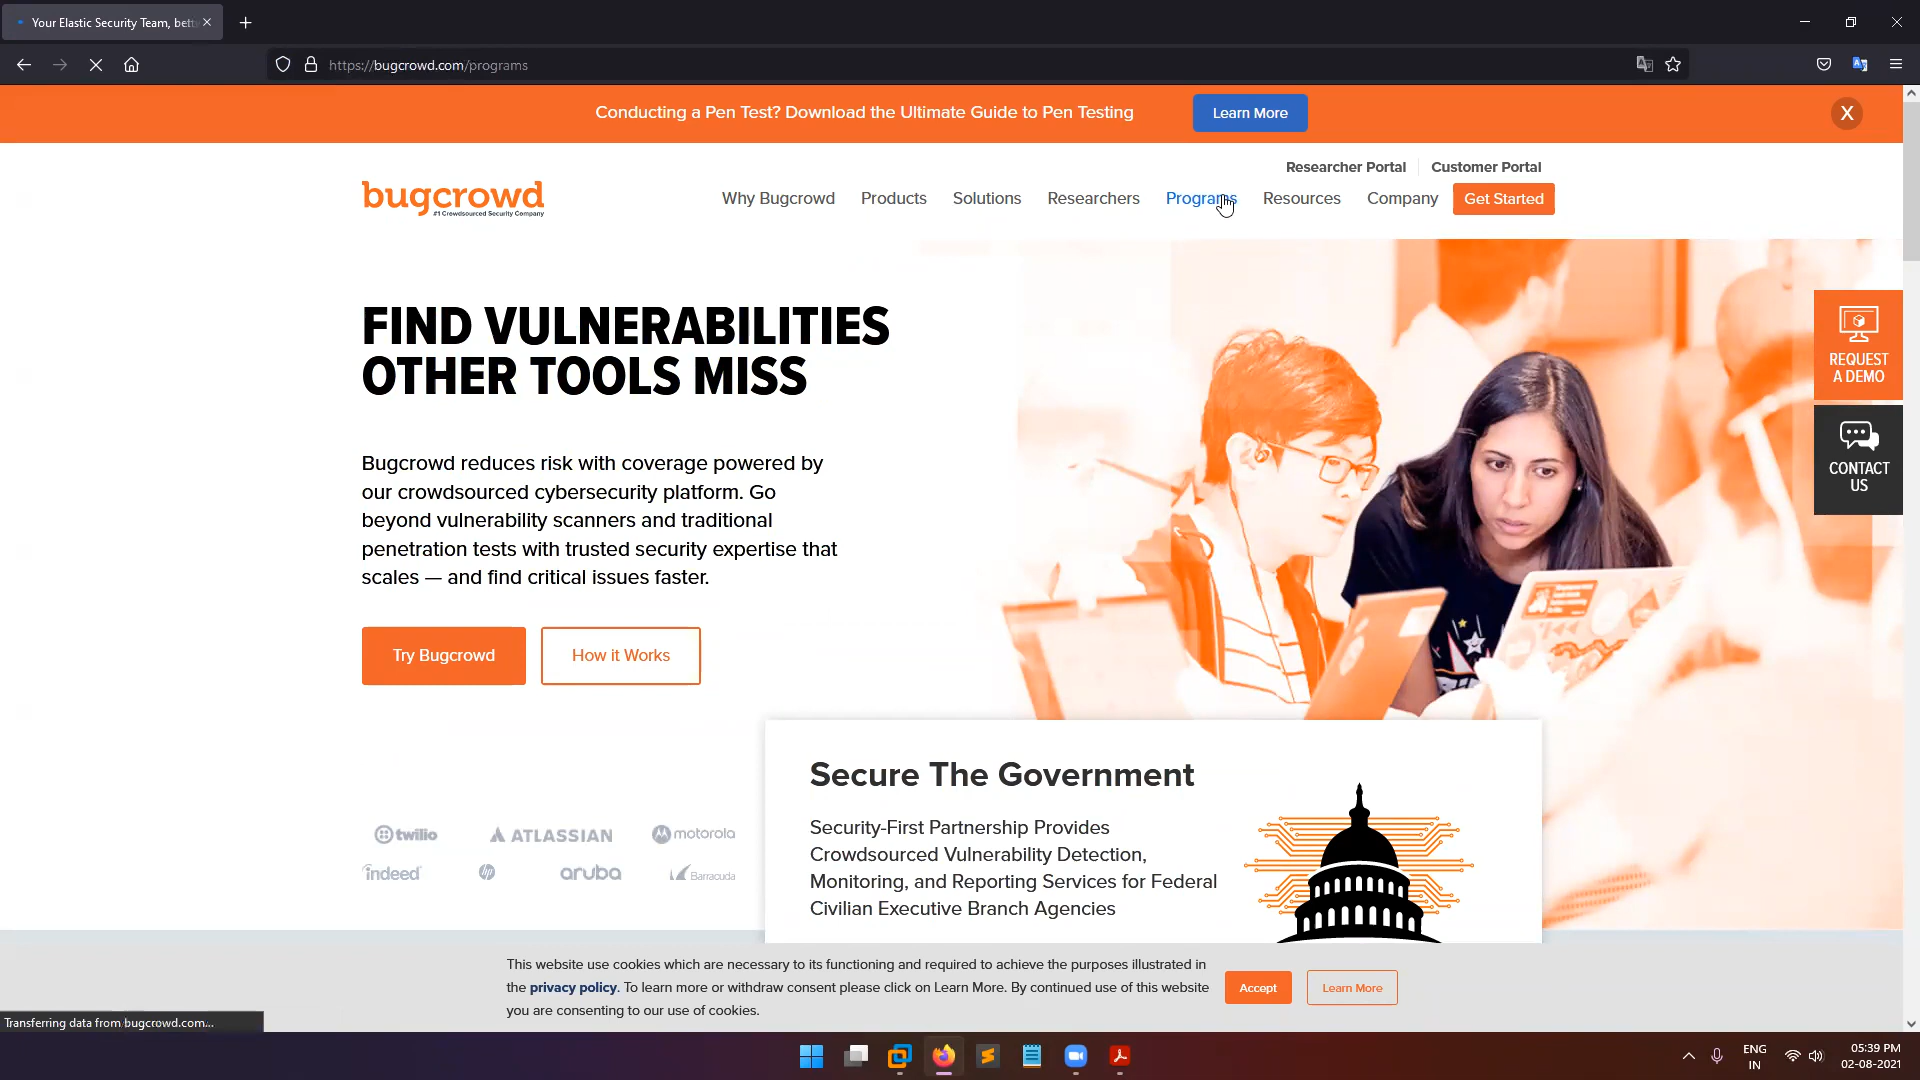 Your Elastic Security Team, bett
https://bugcrowd.com/programs
Conducting a Pen Test? Download the Ultimate Guide to Pen Testing
Learn More
X
Researcher Portal
Customer Portal
bugcrowd
#1 Crowdsourced Security Company
Why Bugcrowd
Products
Solutions
Researchers
Programs
Resources
Company
Get Started
FIND VULNERABILITIES
OTHER TOOLS MISS
REQUEST
A DEMO
CONTACT
US
Bugcrowd reduces risk with coverage powered by
our crowdsourced cybersecurity platform. Go
beyond vulnerability scanners and traditional
penetration tests with trusted security expertise that
scales — and find critical issues faster.
Try Bugcrowd
How it Works
twilio
ATLASSIAN
motorola
indeed
hp
aruba
Barracuda
Secure The Government
Security-First Partnership Provides
Crowdsourced Vulnerability Detection,
Monitoring, and Reporting Services for Federal
Civilian Executive Branch Agencies
This website use cookies which are necessary to its functioning and required to achieve the purposes illustrated in
the privacy policy. To learn more or withdraw consent please click on Learn More. By continued use of this website
you are consenting to our use of cookies.
Accept
Learn More
Transferring data from bugcrowd.com...
ENG
IN
05:39 PM
02-08-2021